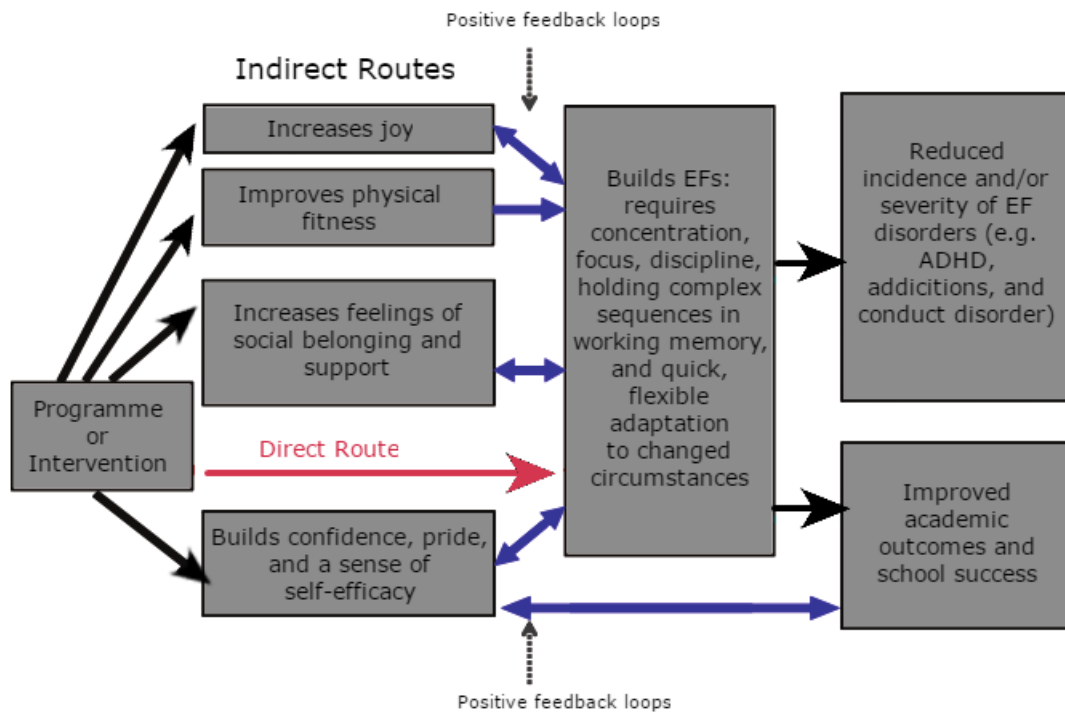 Positive feedback loops
Indirect Routes
Increases joy
Improves physical
fitness
Increases feelings of
social belonging and
support
Programme
or
Intervention
Direct Route
Builds confidence, pride,
and a sense of
self-efficacy
Builds EFs:
requires
concentration,
focus, discipline,
holding complex
sequences in
working memory,
and quick,
flexible
adaptation
to changed
circumstances
Reduced
incidence and/or
severity of EF
disorders (e.g.
ADHD,
addicitions, and
conduct disorder)
Improved
academic
outcomes and
school success
Positive feedback loops